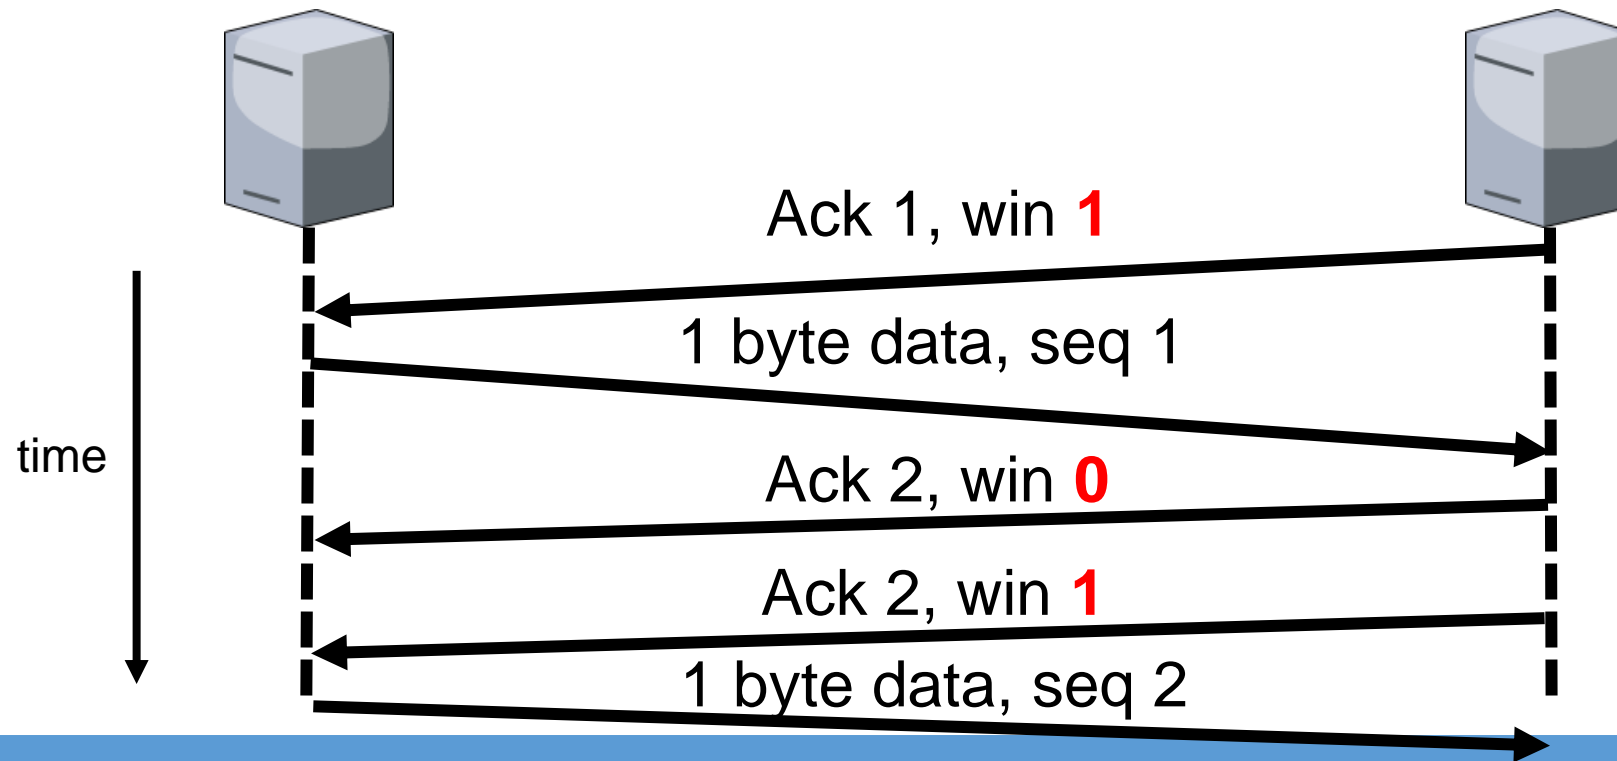 Ack 1, win 1
1 byte data, seq 1
time
Ack 2, win 0
Ack 2, win 1
1 byte data, seq 2